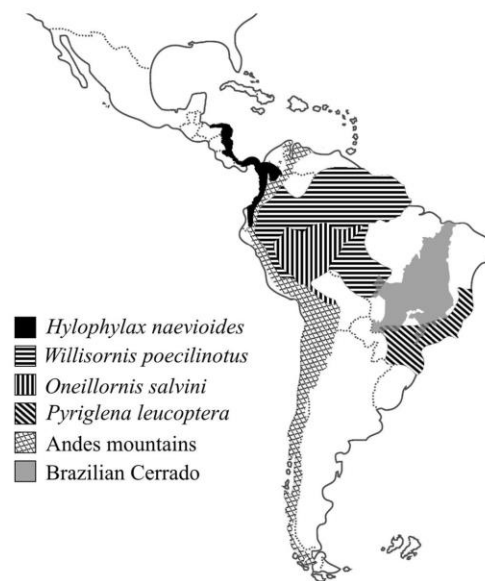 Hylophylax naevioides
Willisornis poecilinotus
Oneillornis salvini
Pyriglena leucoptera
Andes mountains
Brazilian Cerrado